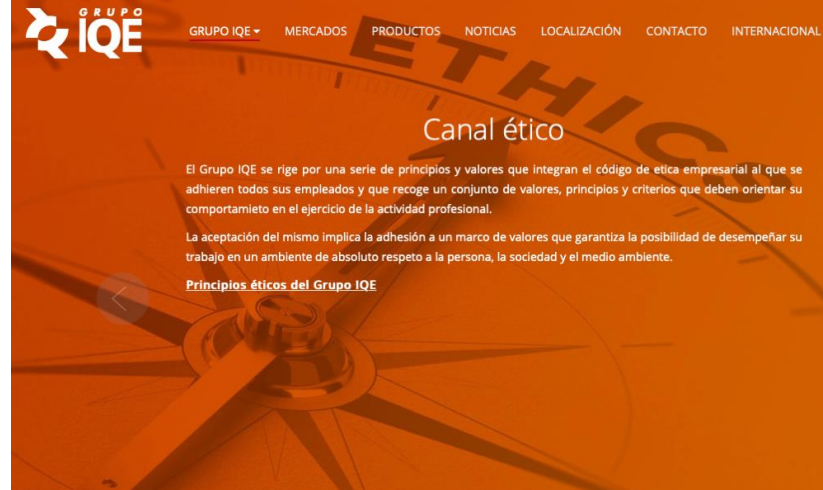 GRUPO
IQE
GRUPO IQE
MERCADOS
PRODUCTOS
NOTICIAS
LOCALIZACIÓN
CONTACTO
INTERNACIONAL
ETHICS
Canal ético
El Grupo IQE se rige por una serie de principios y valores que integran el código de etica empresarial al que se
adhieren todos sus empleados y que recoge un conjunto de valores, principios y criterios que deben orientar su
comportamieto en el ejercicio de la actividad profesional.
La aceptación del mismo implica la adhesión a un marco de valores que garantiza la posibilidad de desempeñar su
trabajo en un ambiente de absoluto respeto a la persona, la sociedad y el medio ambiente.
Principios éticos del Grupo IQE